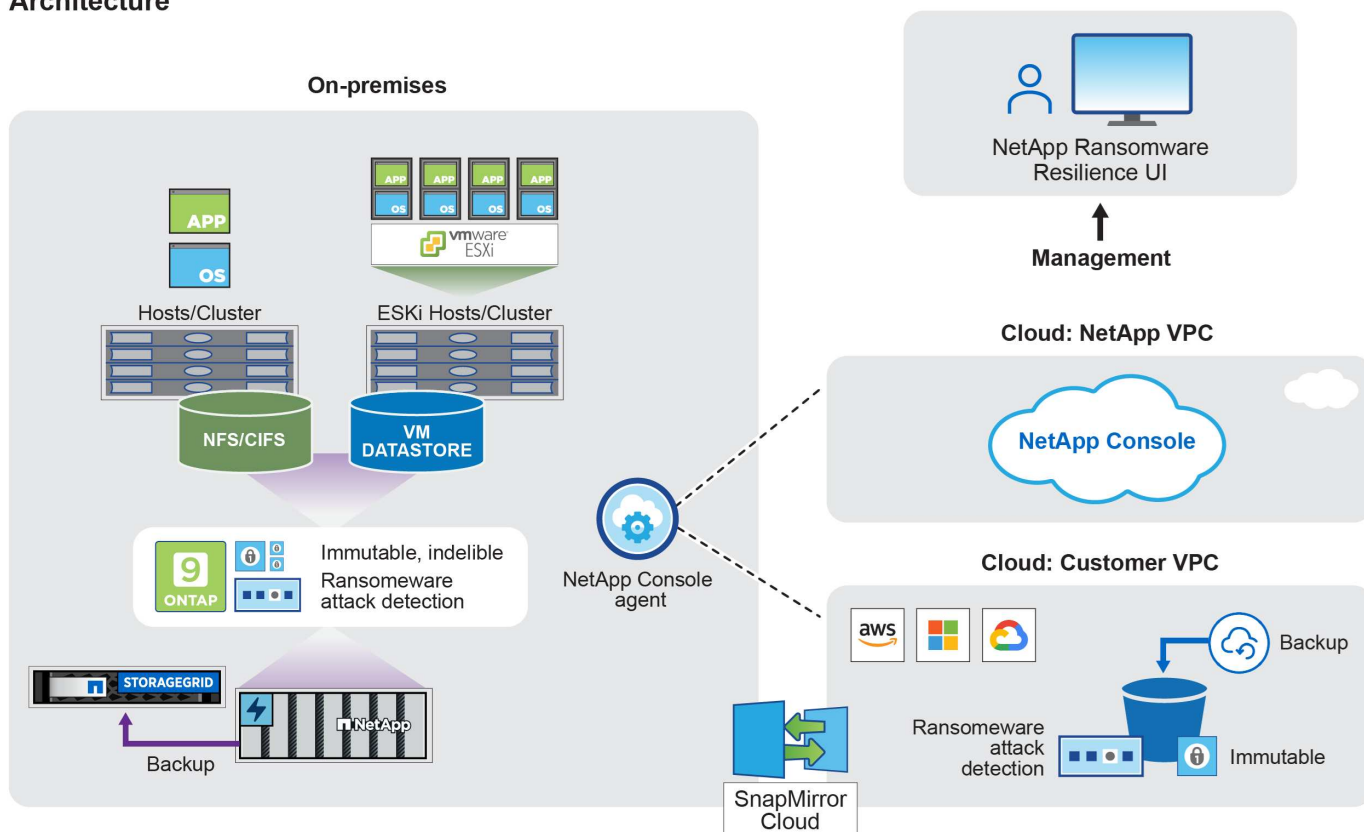 Architecture
On-premises
APP
OS
APP
APP
APP
APP
OS
OS
OS
OS
vmware
ESXi
Hosts/Cluster
ESKi Hosts/Cluster
NFS/CIFS
VM
DATASTORE
9
ONTAP
Immutable, indelible
Ransomeware
attack detection
STORAGEGRID
NetApp
Backup
NetApp Console
agent
NetApp Ransomware
Resilience UI
Management
Cloud: NetApp VPC
NetApp Console
Cloud: Customer VPC
aws
Backup
Ransomeware
attack
detection
Immutable
SnapMirror
Cloud